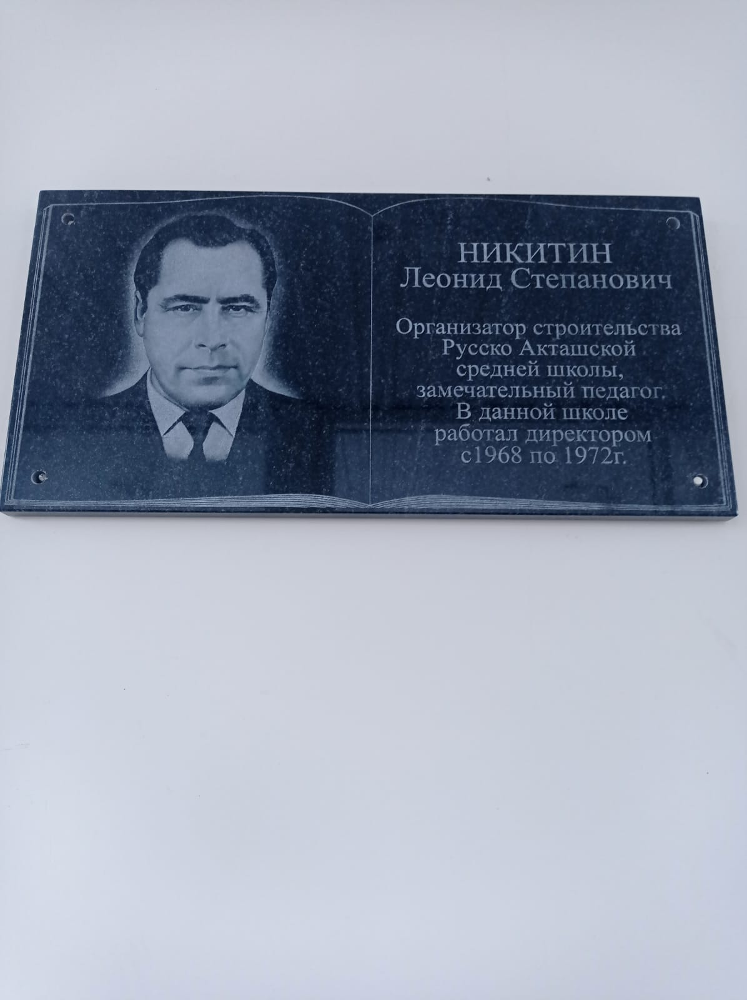 НИКИТИН
Леонид Степанович
Организатор строительства
Русско Акташской
средней школы,
замечательный педагог.
В данной школе
работал директором
с1968 по 1972г.